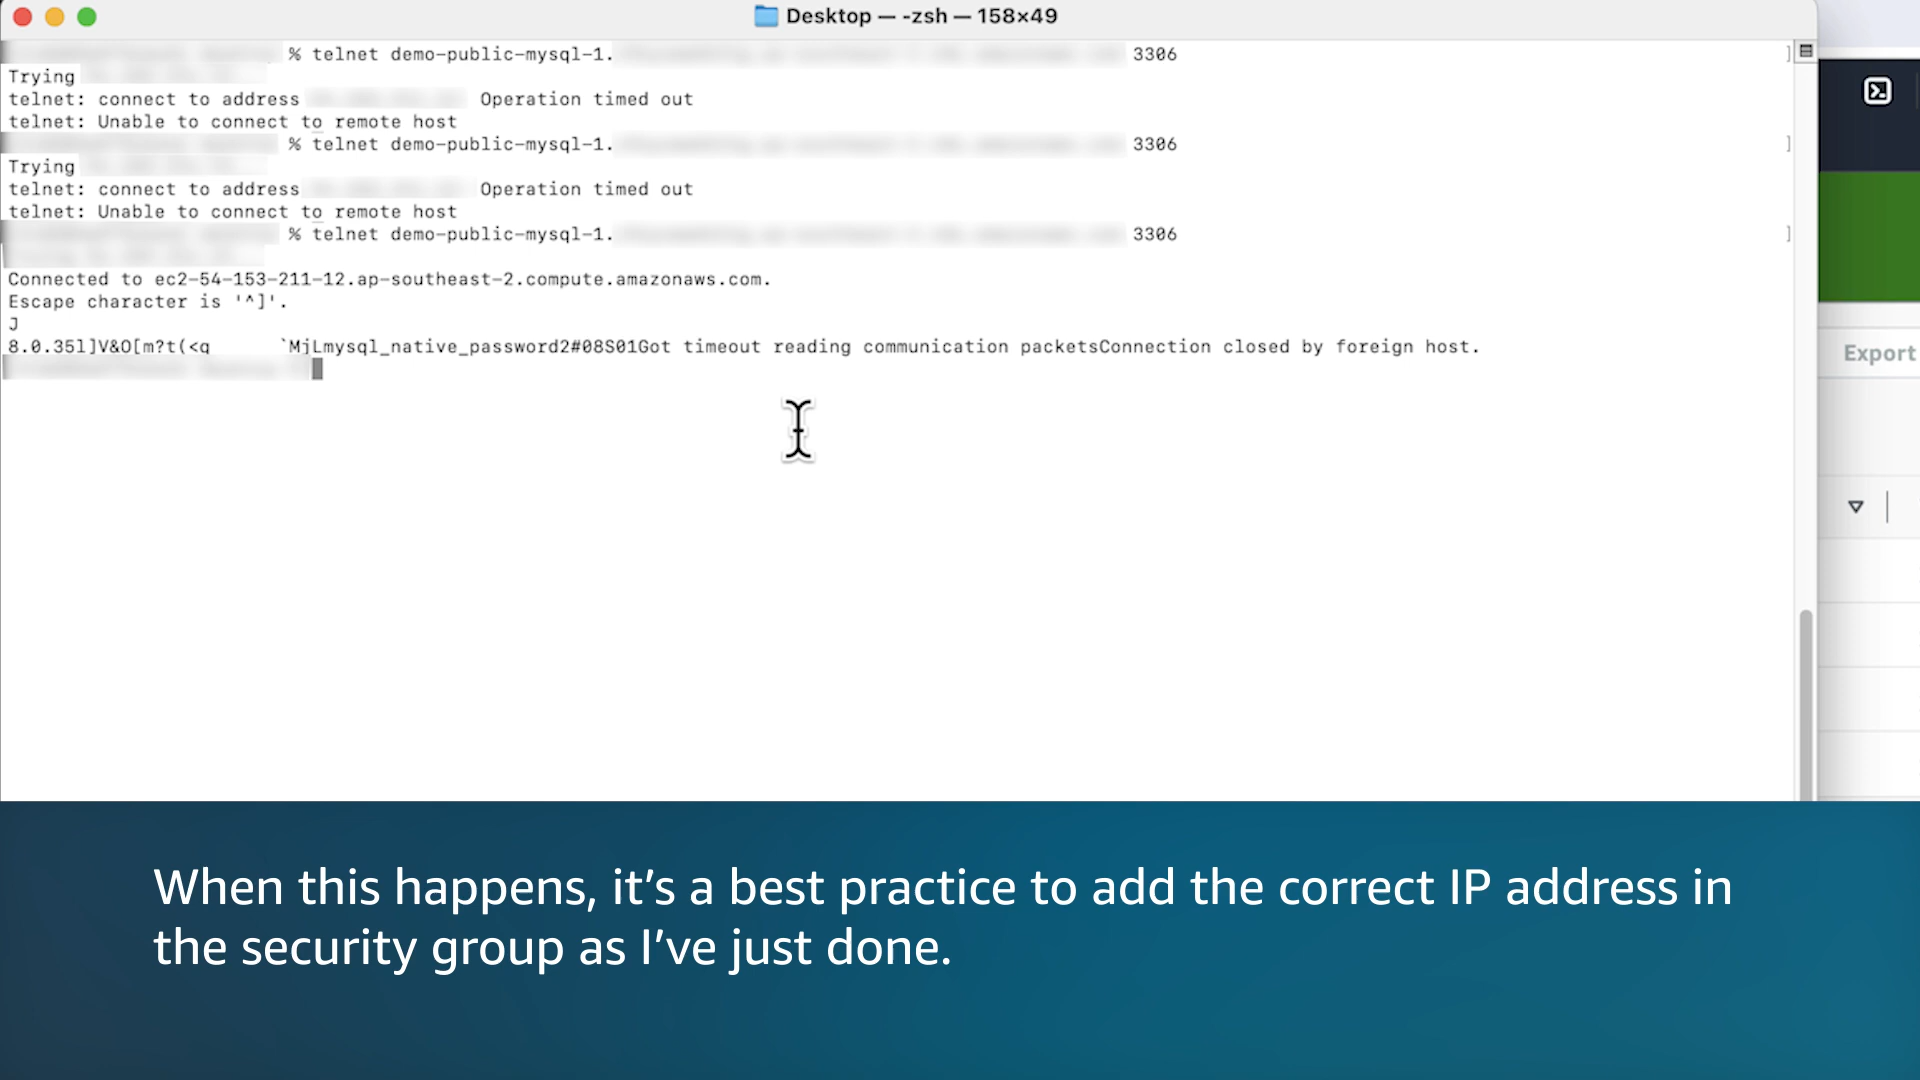 Desktop — -zsh — 158×49
% telnet demo-public-mysql-1. 3306
Trying
telnet: connect to address Operation timed out
telnet: Unable to connect to remote host
% telnet demo-public-mysql-1. 3306
Trying
telnet: connect to address Operation timed out
telnet: Unable to connect to remote host
% telnet demo-public-mysql-1. 3306
Connected to ec2-54-153-211-12.ap-southeast-2.compute.amazonaws.com.
Escape character is '^]'.
J
8.0.35l]V&O[m?t(<q `MjLmysql_native_password2#08S01Got timeout reading communication packetsConnection closed by foreign host.
Export
When this happens, it's a best practice to add the correct IP address in
the security group as I've just done.